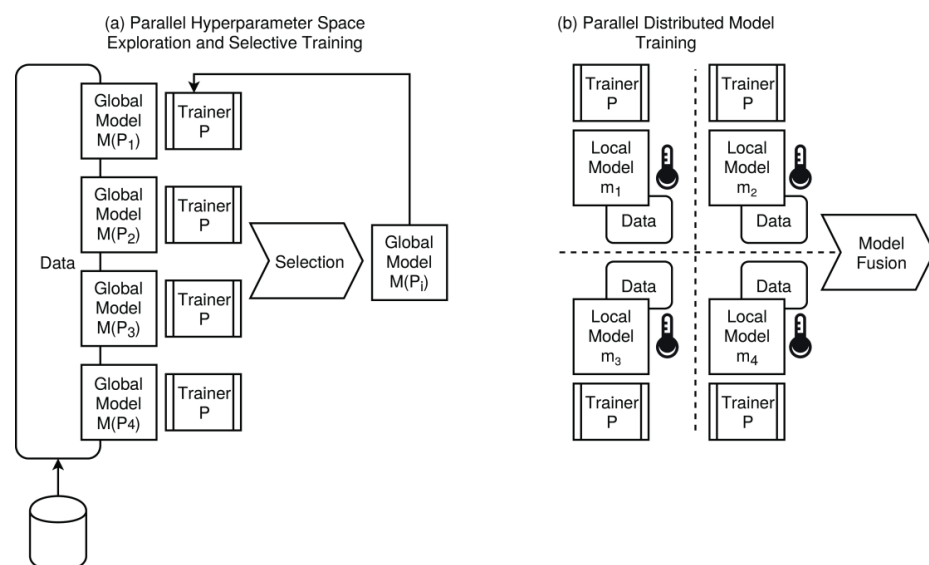 (a) Parallel Hyperparameter Space
Exploration and Selective Training
Data
Global
Model
M(P1)
Trainer
P
Global
Model
M(P2)
Trainer
P
Global
Model
M(P3)
Trainer
P
Global
Model
M(P4)
Trainer
P
Selection
Global
Model
M(Pi)
(b) Parallel Distributed Model
Training
Trainer
P
Local
Model
m1
Data
Trainer
P
Local
Model
m2
Data
Data
Local
Model
m3
Trainer
P
Data
Local
Model
m4
Trainer
P
Model
Fusion